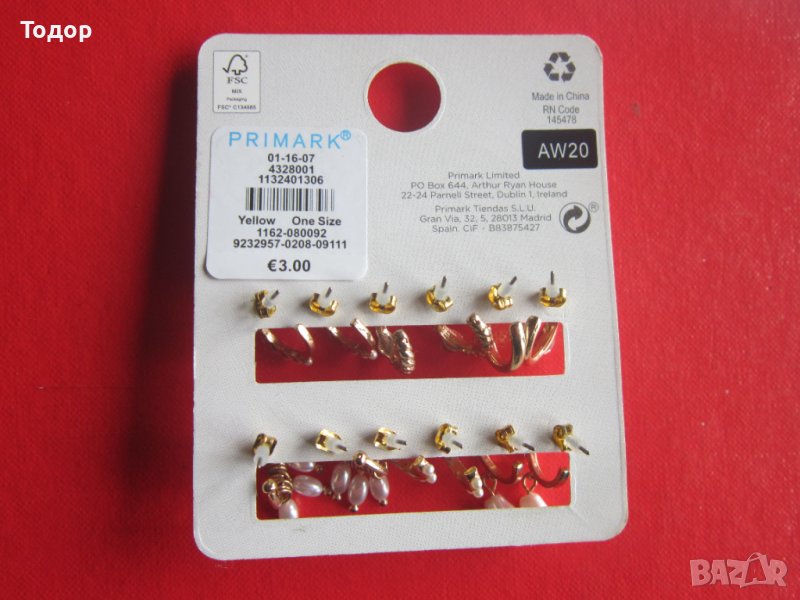 Тодор
FSC
MIX
Packaging
FSC® C134685
PRIMARK®
01-16-07
4328001
1132401306
Yellow One Size
1162-080092
9232957-0208-09111
€3.00
Made in China
RN Code
145478
AW20
Primark Limited
PO Box 644, Arthur Ryan House
22-24 Parnell Street, Dublin 1, Ireland
Primark Tiendas S.L.U.
Gran Via, 32, 5, 28013 Madrid
Spain. CiF - B83875427
®
BAZAR